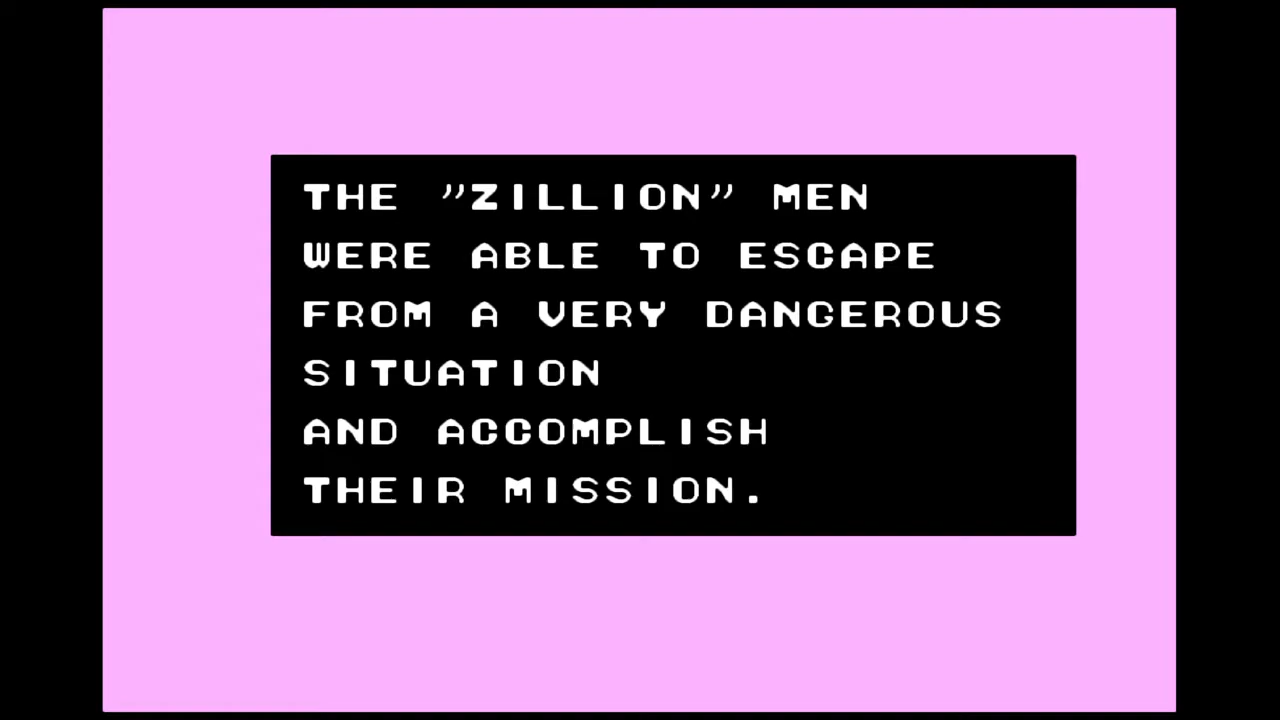 THE "ZILLION" MEN
WERE ABLE TO ESCAPE
FROM A VERY DANGEROUS
SITUATION
AND ACCOMPLISH
THEIR MISSION.